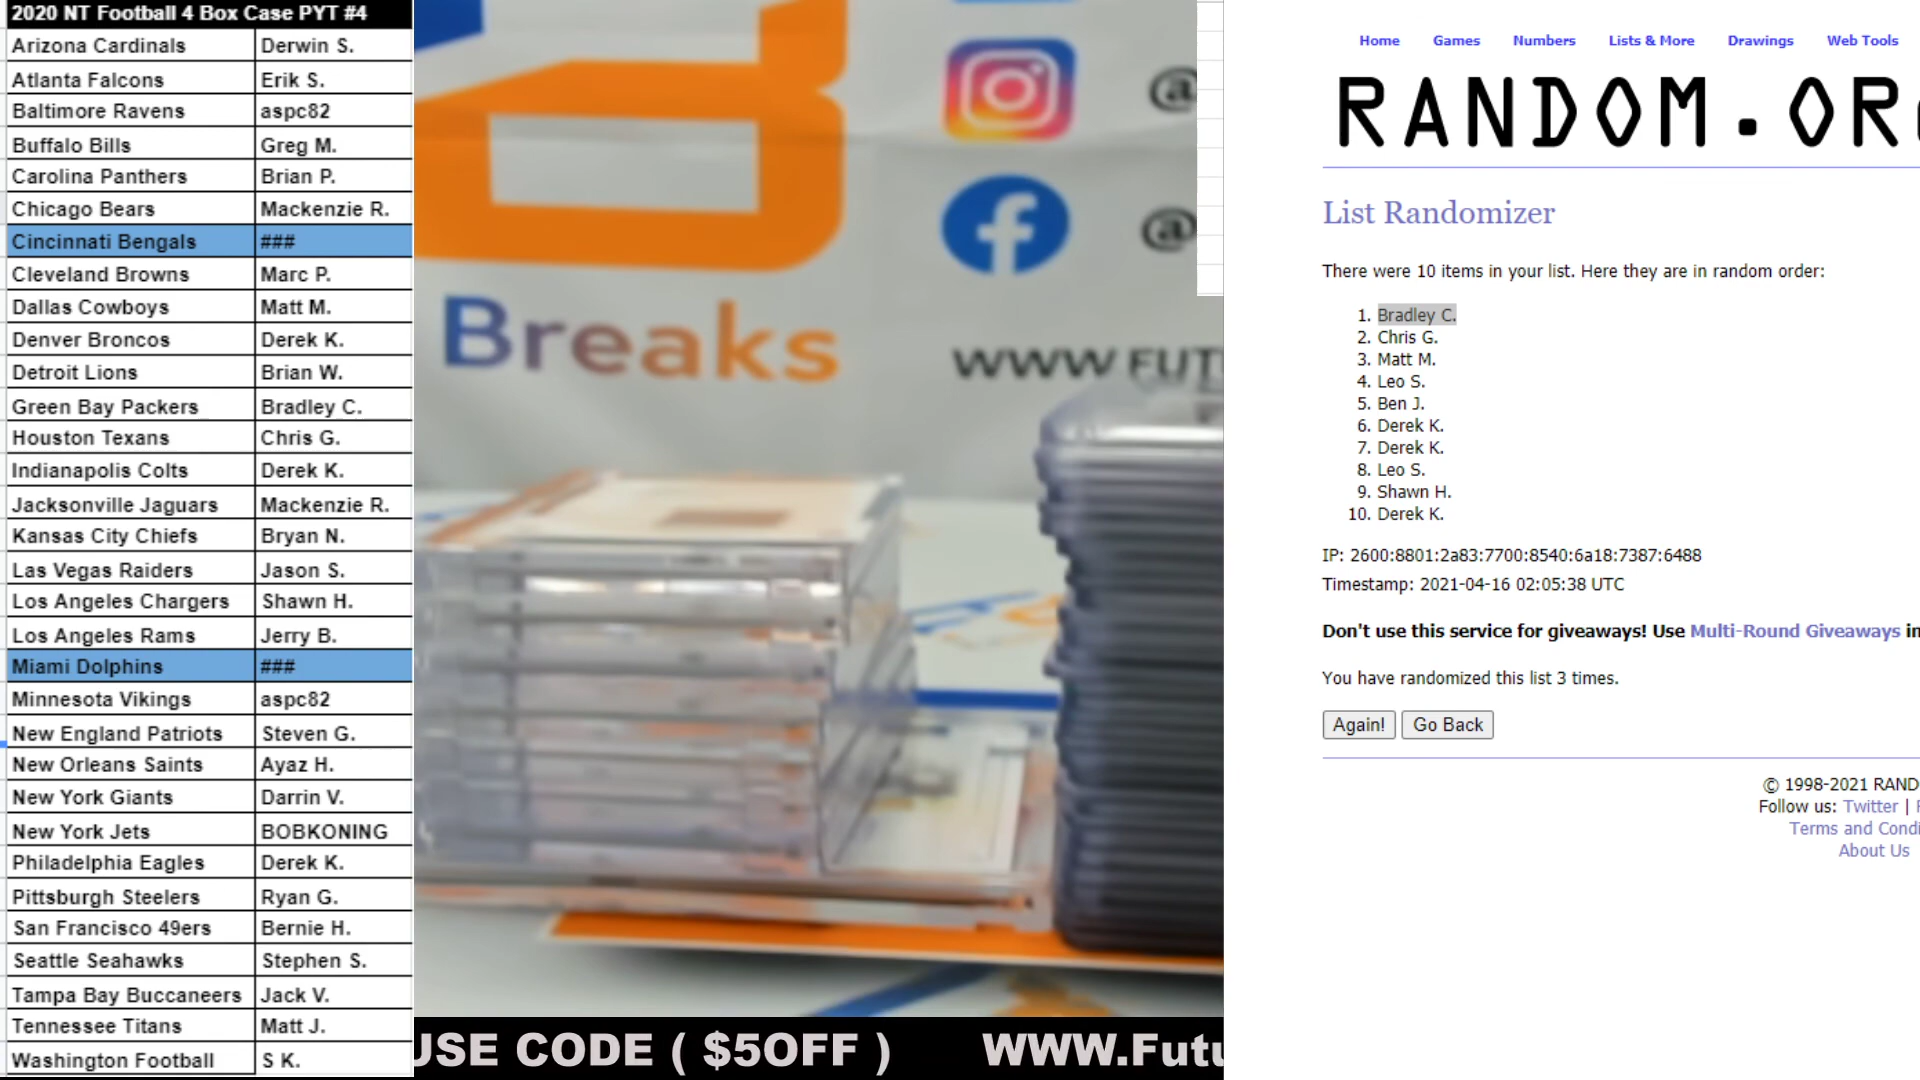 2020 NT Football 4 Box Case PYT #4
Arizona Cardinals Derwin S.
Atlanta Falcons Erik S.
Baltimore Ravens aspc82
Buffalo Bills Greg M.
Carolina Panthers Brian P.
Chicago Bears Mackenzie R.
Cincinnati Bengals ###
Cleveland Browns Marc P.
Dallas Cowboys Matt M.
Denver Broncos Derek K.
Detroit Lions Brian W.
Green Bay Packers Bradley C.
Houston Texans Chris G.
Indianapolis Colts Derek K.
Jacksonville Jaguars Mackenzie R.
Kansas City Chiefs Bryan N.
Las Vegas Raiders Jason S.
Los Angeles Chargers Shawn H.
Los Angeles Rams Jerry B.
Miami Dolphins ###
Minnesota Vikings aspc82
New England Patriots Steven G.
New Orleans Saints Ayaz H.
New York Giants Darrin V.
New York Jets BOBKONING
Philadelphia Eagles Derek K.
Pittsburgh Steelers Ryan G.
San Francisco 49ers Bernie H.
Seattle Seahawks Stephen S.
Tampa Bay Buccaneers Jack V.
Tennessee Titans Matt J.
Washington Football S K.
@
@
Breaks
WWW.FUT
USE CODE ( $5OFF ) WWW.Futu
Home Games Numbers Lists & More Drawings Web Tools
RANDOM.ORG
List Randomizer
There were 10 items in your list. Here they are in random order:
1. Bradley C.
2. Chris G.
3. Matt M.
4. Leo S.
5. Ben J.
6. Derek K.
7. Derek K.
8. Leo S.
9. Shawn H.
10. Derek K.
IP: 2600:8801:2a83:7700:8540:6a18:7387:6488
Timestamp: 2021-04-16 02:05:38 UTC
Don't use this service for giveaways! Use Multi-Round Giveaways in
You have randomized this list 3 times.
Again! Go Back
© 1998-2021 RAND
Follow us: Twitter |
Terms and Condi
About Us